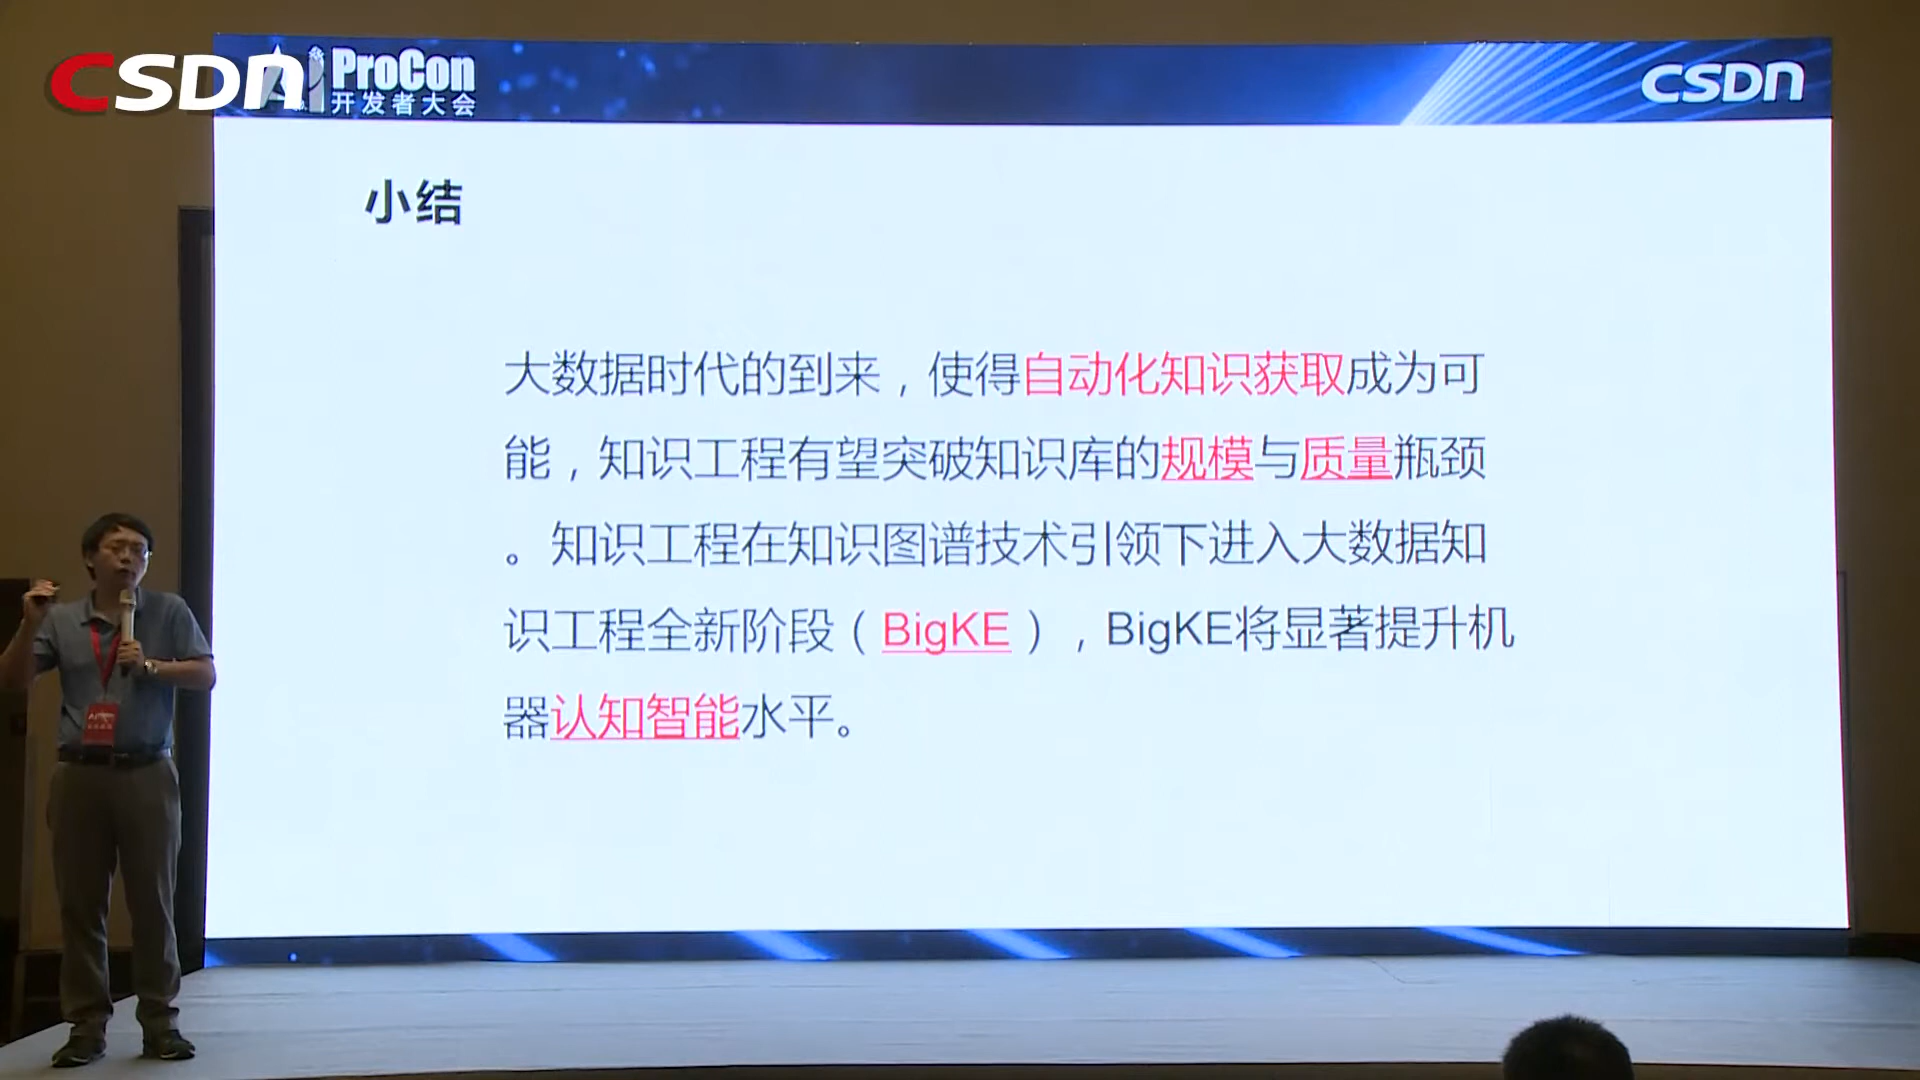 CSDN
AI ProCon
开发者大会
CSDN
小结
大数据时代的到来，使得自动化知识获取成为可
能，知识工程有望突破知识库的规模与质量瓶颈
。知识工程在知识图谱技术引领下进入大数据知
识工程全新阶段（BigKE），BigKE将显著提升机
器认知智能水平。